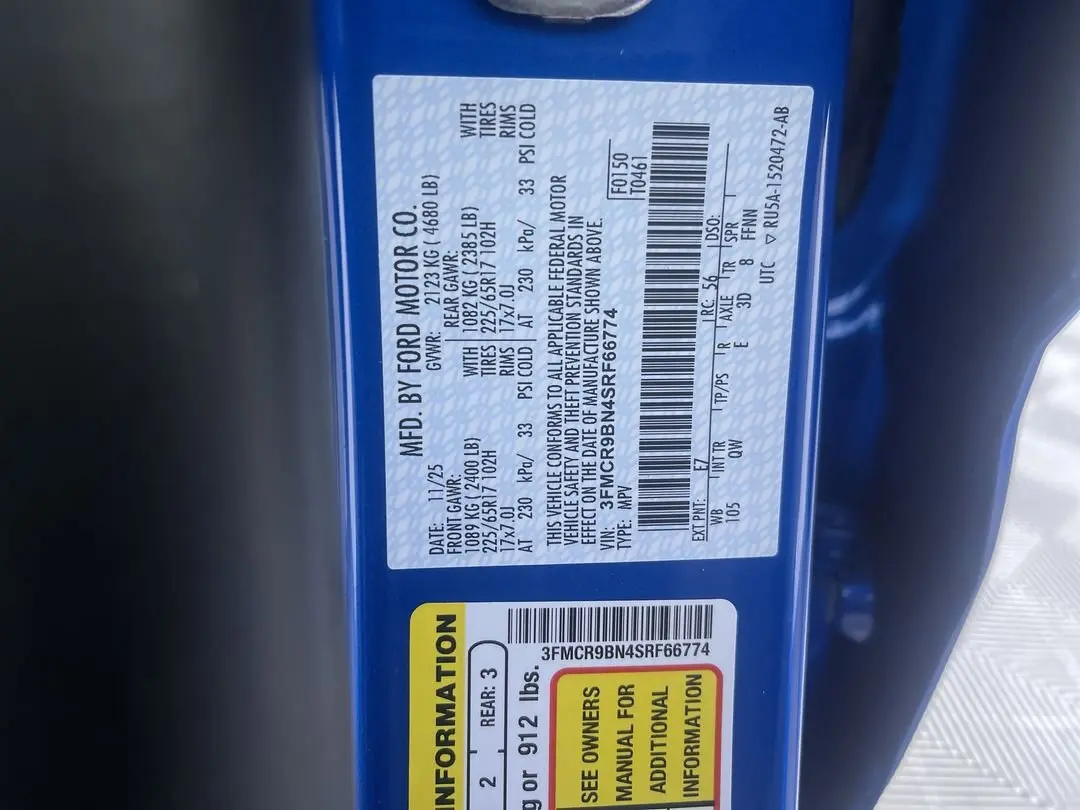 MFD. BY FORD MOTOR CO.
DATE: 11/25 GVWR: 2123 KG ( 4680 LB)
FRONT GAWR: REAR GAWR:
1089 KG ( 2400 LB) WITH 1082 KG ( 2385 LB) WITH
225/65R17 102H TIRES 225/65R17 102H TIRES
17x7.0J RIMS 17x7.0J RIMS
AT 230 kPa/ 33 PSI COLD AT 230 kPa/ 33 PSI COLD
THIS VEHICLE CONFORMS TO ALL APPLICABLE FEDERAL MOTOR
VEHICLE SAFETY AND THEFT PREVENTION STANDARDS IN
EFFECT ON THE DATE OF MANUFACTURE SHOWN ABOVE.
VIN: 3FMCR9BN4SRF66774 F0150
TYPE: MPV T0461
EXT PNT: E7 RC: 56 DSO:
WB INT TR TP/PS R AXLE TR SPR
105 QW E 3D 8 FFNN
UTC ▽ RU5A-1520472-AB
INFORMATION
2 REAR: 3
g or 912 lbs.
3FMCR9BN4SRF66774
SEE OWNERS
MANUAL FOR
ADDITIONAL
INFORMATION